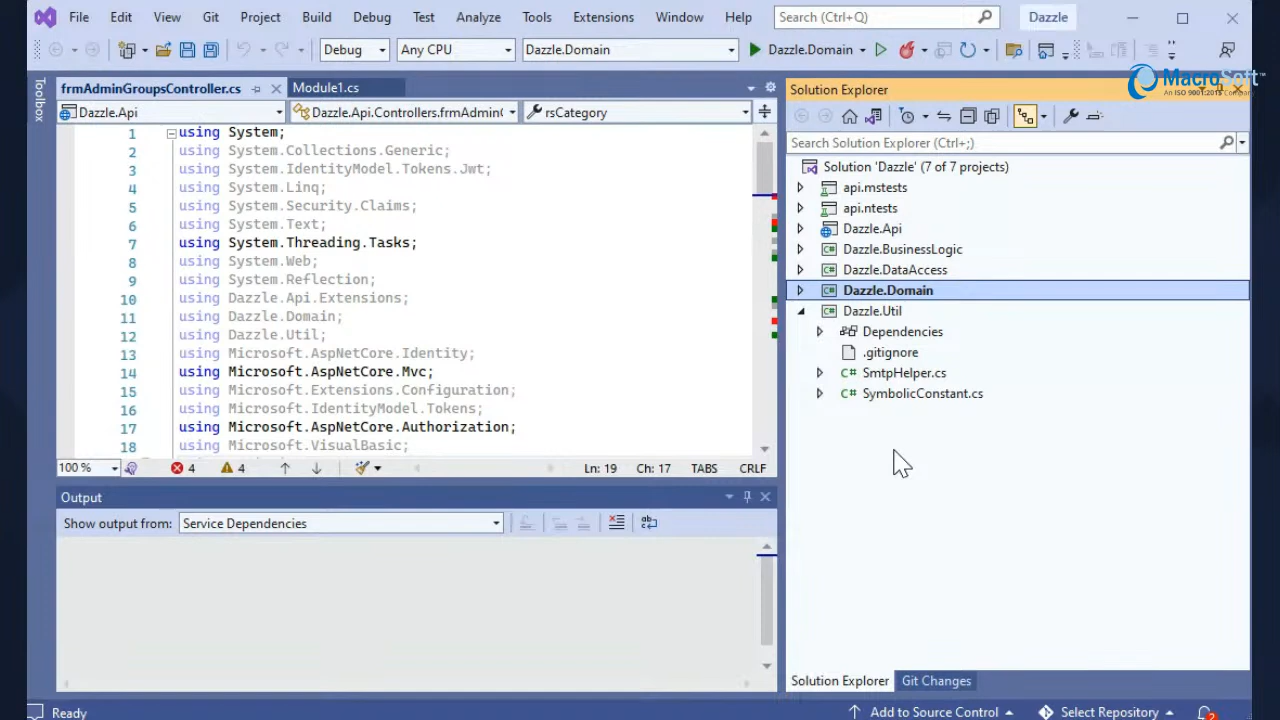 File Edit View Git Project Build Debug Test Analyze Tools Extensions Window Help Search (Ctrl+Q) Dazzle
Debug Any CPU Dazzle.Domain Dazzle.Domain
Toolbox
frmAdminGroupsController.cs Module1.cs
Dazzle.Api Dazzle.Api.Controllers.frmAdminG rsCategory
1 using System;
2 using System.Collections.Generic;
3 using System.IdentityModel.Tokens.Jwt;
4 using System.Linq;
5 using System.Security.Claims;
6 using System.Text;
7 using System.Threading.Tasks;
8 using System.Web;
9 using System.Reflection;
10 using Dazzle.Api.Extensions;
11 using Dazzle.Domain;
12 using Dazzle.Util;
13 using Microsoft.AspNetCore.Identity;
14 using Microsoft.AspNetCore.Mvc;
15 using Microsoft.Extensions.Configuration;
16 using Microsoft.IdentityModel.Tokens;
17 using Microsoft.AspNetCore.Authorization;
18 using Microsoft.VisualBasic;
100 % 4 4 Ln: 19 Ch: 17 TABS CRLF
Output
Show output from: Service Dependencies
Solution Explorer
MacroSoft™
An ISO 9001:2015 Company
Search Solution Explorer (Ctrl+;)
Solution 'Dazzle' (7 of 7 projects)
api.mstests
api.ntests
Dazzle.Api
Dazzle.BusinessLogic
Dazzle.DataAccess
Dazzle.Domain
Dazzle.Util
Dependencies
.gitignore
C# SmtpHelper.cs
C# SymbolicConstant.cs
Solution Explorer Git Changes
Ready Add to Source Control Select Repository 2